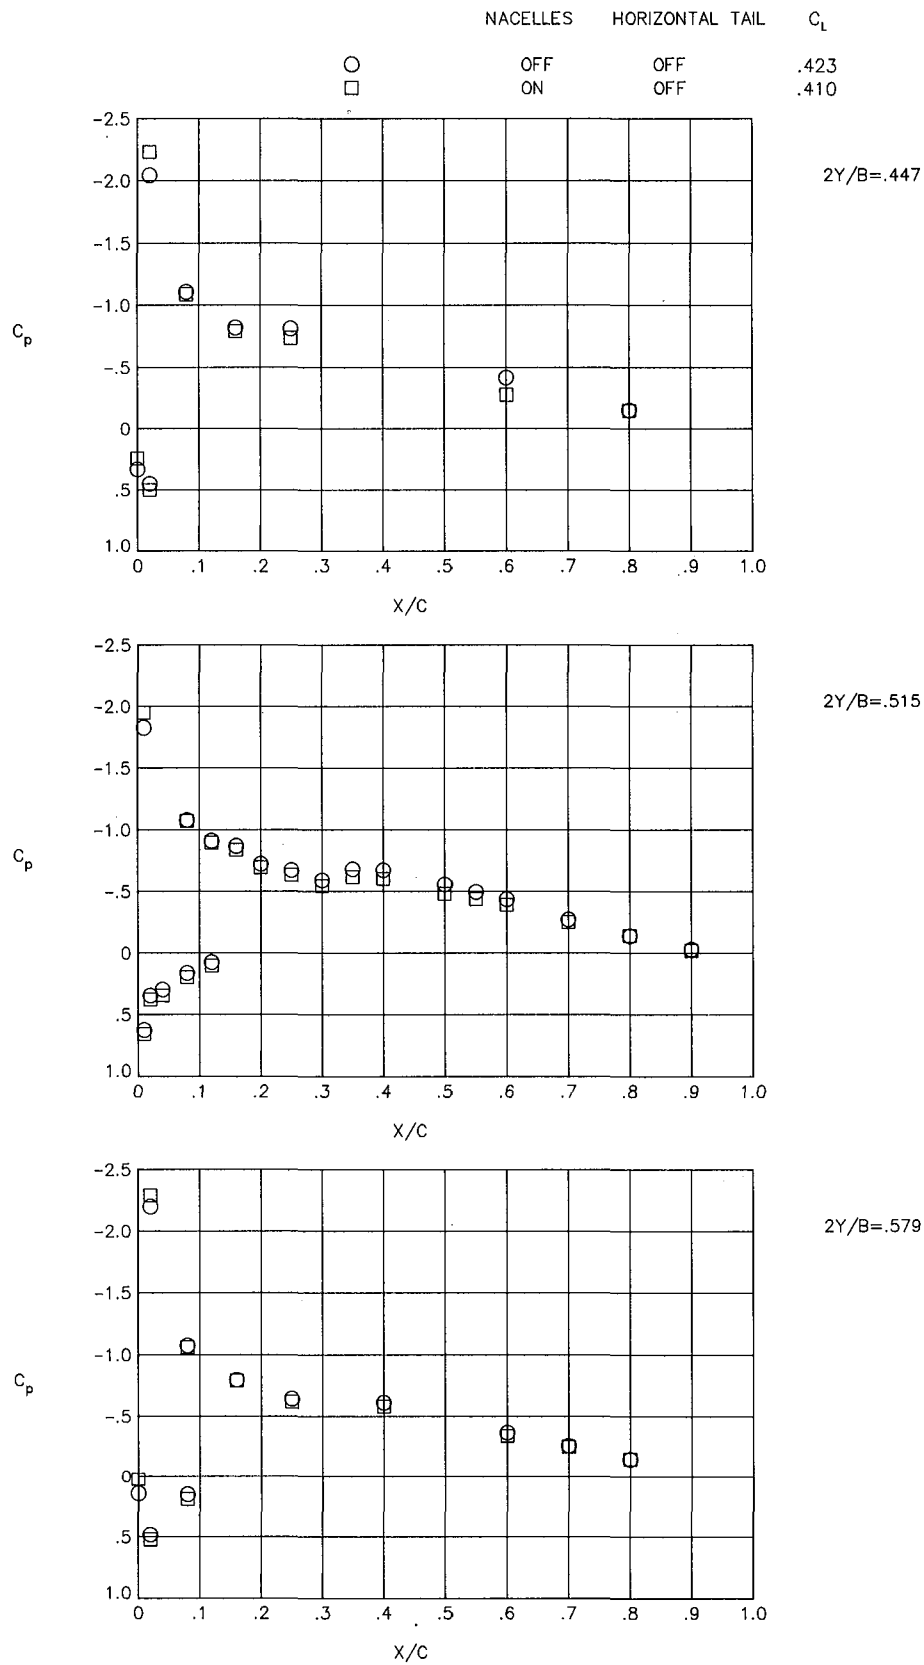 NACELLES HORIZONTAL TAIL C_L
OFF OFF .423
ON OFF .410
-2.5
-2.0
-1.5
-1.0
-.5
0
.5
1.0
C_p
0 .1 .2 .3 .4 .5 .6 .7 .8 .9 1.0
X/C
2Y/B=.447
-2.5
-2.0
-1.5
-1.0
-.5
0
.5
1.0
C_p
0 .1 .2 .3 .4 .5 .6 .7 .8 .9 1.0
X/C
2Y/B=.515
-2.5
-2.0
-1.5
-1.0
-.5
0
.5
1.0
C_p
0 .1 .2 .3 .4 .5 .6 .7 .8 .9 1.0
X/C
2Y/B=.579